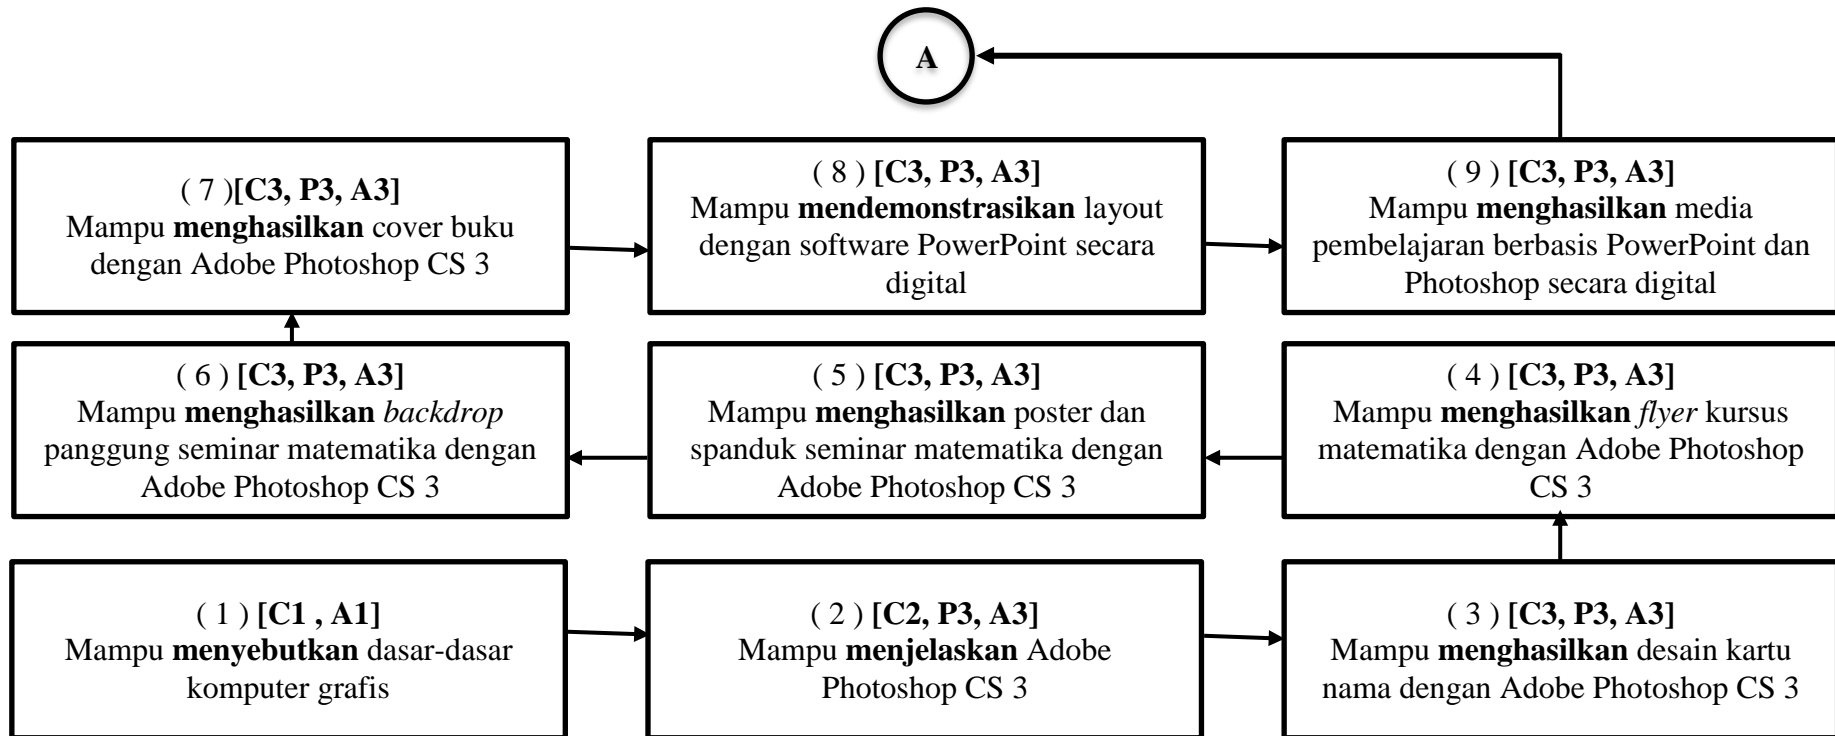 A
( 7 )[C3, P3, A3]
Mampu menghasilkan cover buku
dengan Adobe Photoshop CS 3
( 8 ) [C3, P3, A3]
Mampu mendemonstrasikan layout
dengan software PowerPoint secara
digital
( 9 ) [C3, P3, A3]
Mampu menghasilkan media
pembelajaran berbasis PowerPoint dan
Photoshop secara digital
( 6 ) [C3, P3, A3]
Mampu menghasilkan backdrop
panggung seminar matematika dengan
Adobe Photoshop CS 3
( 5 ) [C3, P3, A3]
Mampu menghasilkan poster dan
spanduk seminar matematika dengan
Adobe Photoshop CS 3
( 4 ) [C3, P3, A3]
Mampu menghasilkan flyer kursus
matematika dengan Adobe Photoshop
CS 3
( 1 ) [C1 , A1]
Mampu menyebutkan dasar-dasar
komputer grafis
( 2 ) [C2, P3, A3]
Mampu menjelaskan Adobe
Photoshop CS 3
( 3 ) [C3, P3, A3]
Mampu menghasilkan desain kartu
nama dengan Adobe Photoshop CS 3